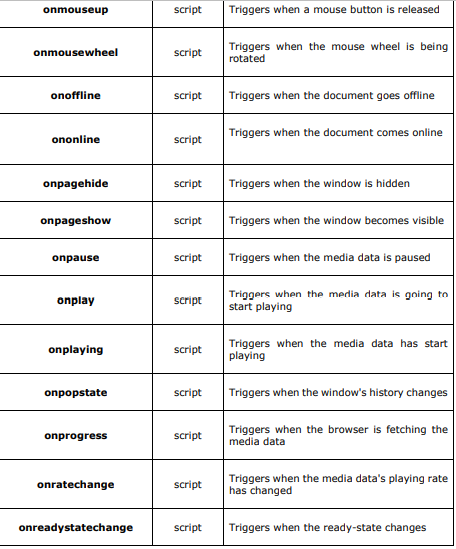 onmouseup script Triggers when a mouse button is released
onmousewheel script Triggers when the mouse wheel is being
rotated
onoffline script Triggers when the document goes offline
ononline script Triggers when the document comes online
onpagehide script Triggers when the window is hidden
onpageshow script Triggers when the window becomes visible
onpause script Triggers when the media data is paused
onplay script Triggers when the media data is going to
start playing
onplaying script Triggers when the media data has start
playing
onpopstate script Triggers when the window's history changes
onprogress script Triggers when the browser is fetching the
media data
onratechange script Triggers when the media data's playing rate
has changed
onreadystatechange script Triggers when the ready-state changes